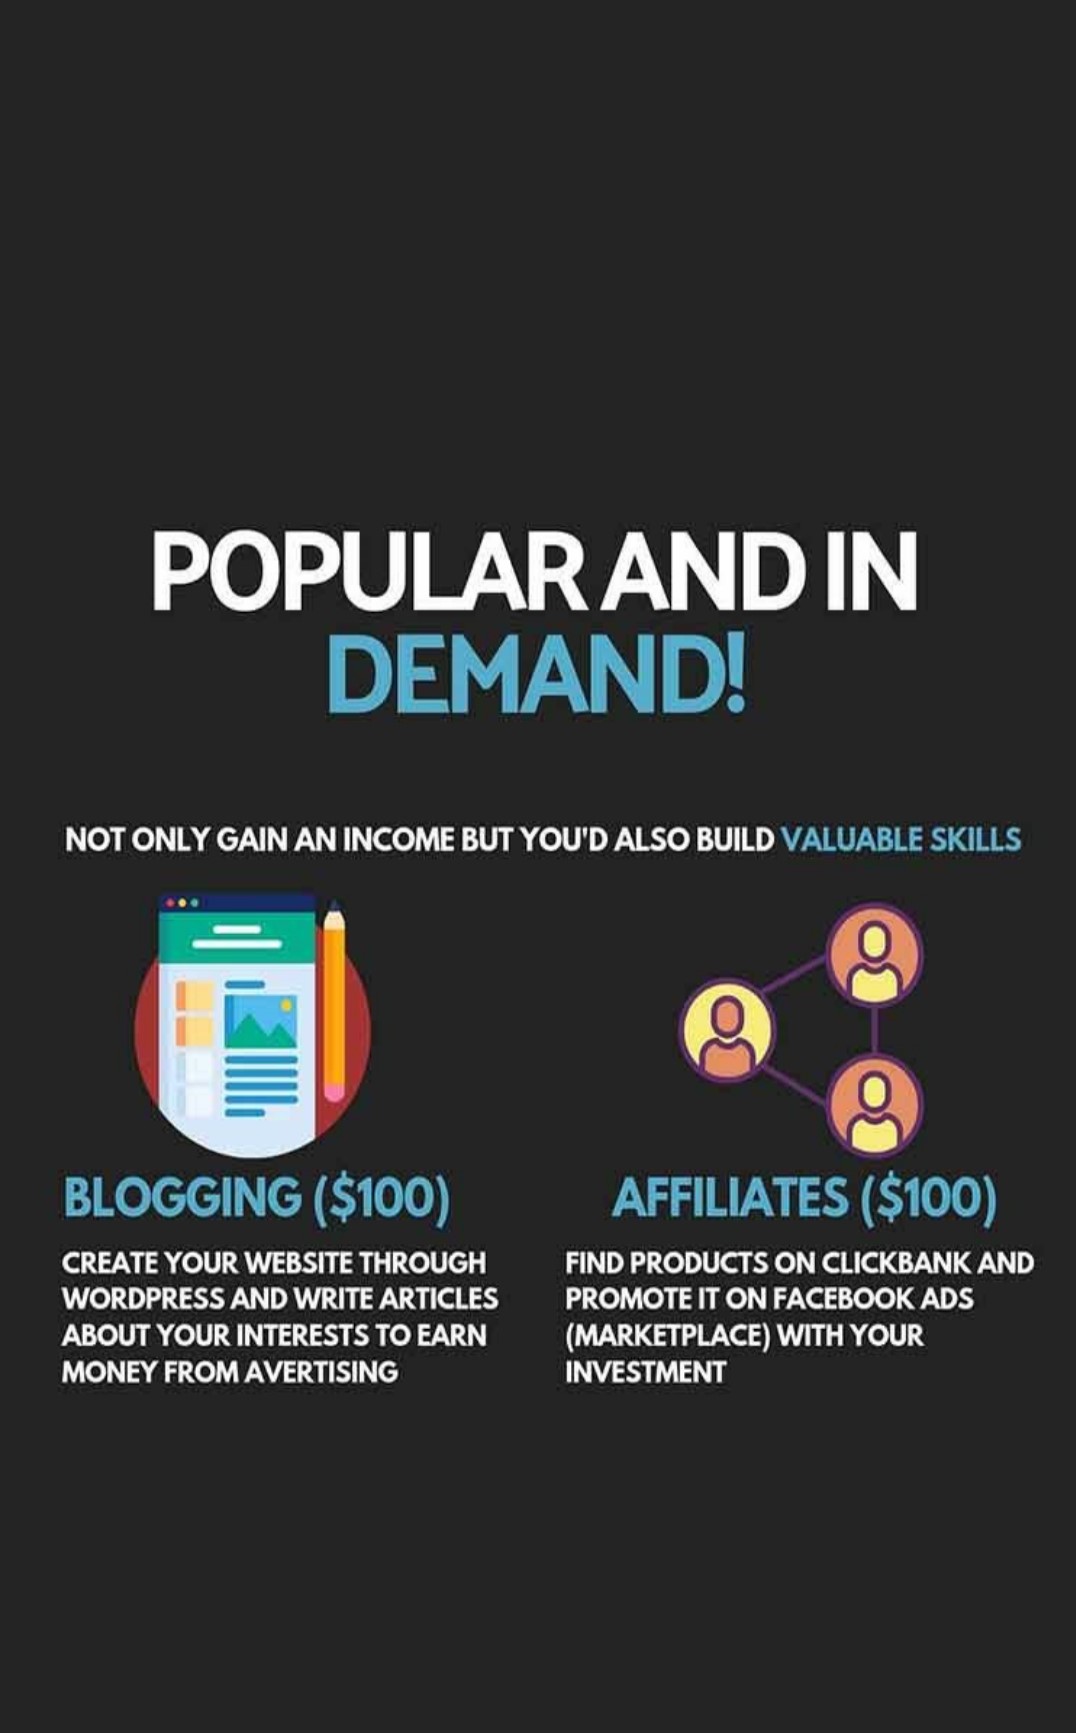 POPULAR AND IN
DEMAND!
NOT ONLY GAIN AN INCOME BUT YOU'D ALSO BUILD VALUABLE SKILLS
BLOGGING ($100)
CREATE YOUR WEBSITE THROUGH
WORDPRESS AND WRITE ARTICLES
ABOUT YOUR INTERESTS TO EARN
MONEY FROM AVERTISING
AFFILIATES ($100)
FIND PRODUCTS ON CLICKBANK AND
PROMOTE IT ON FACEBOOK ADS
(MARKETPLACE) WITH YOUR
INVESTMENT